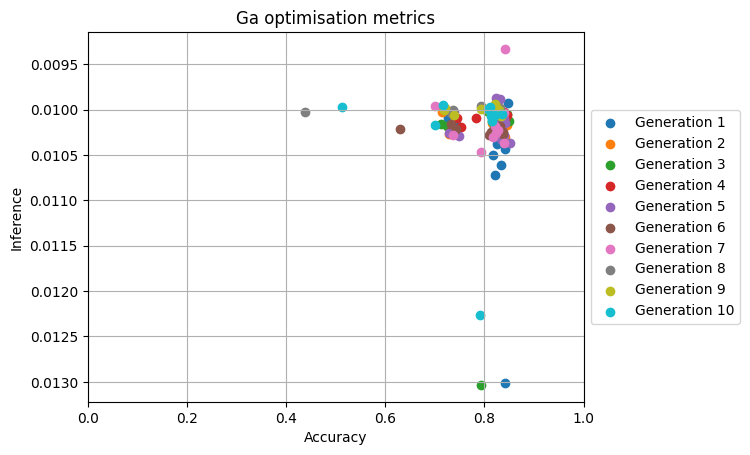 Ga optimisation metrics
Inference
0.0095
0.0100
0.0105
0.0110
0.0115
0.0120
0.0125
0.0130
0.0
0.2
0.4
0.6
0.8
1.0
Accuracy
Generation 1
Generation 2
Generation 3
Generation 4
Generation 5
Generation 6
Generation 7
Generation 8
Generation 9
Generation 10